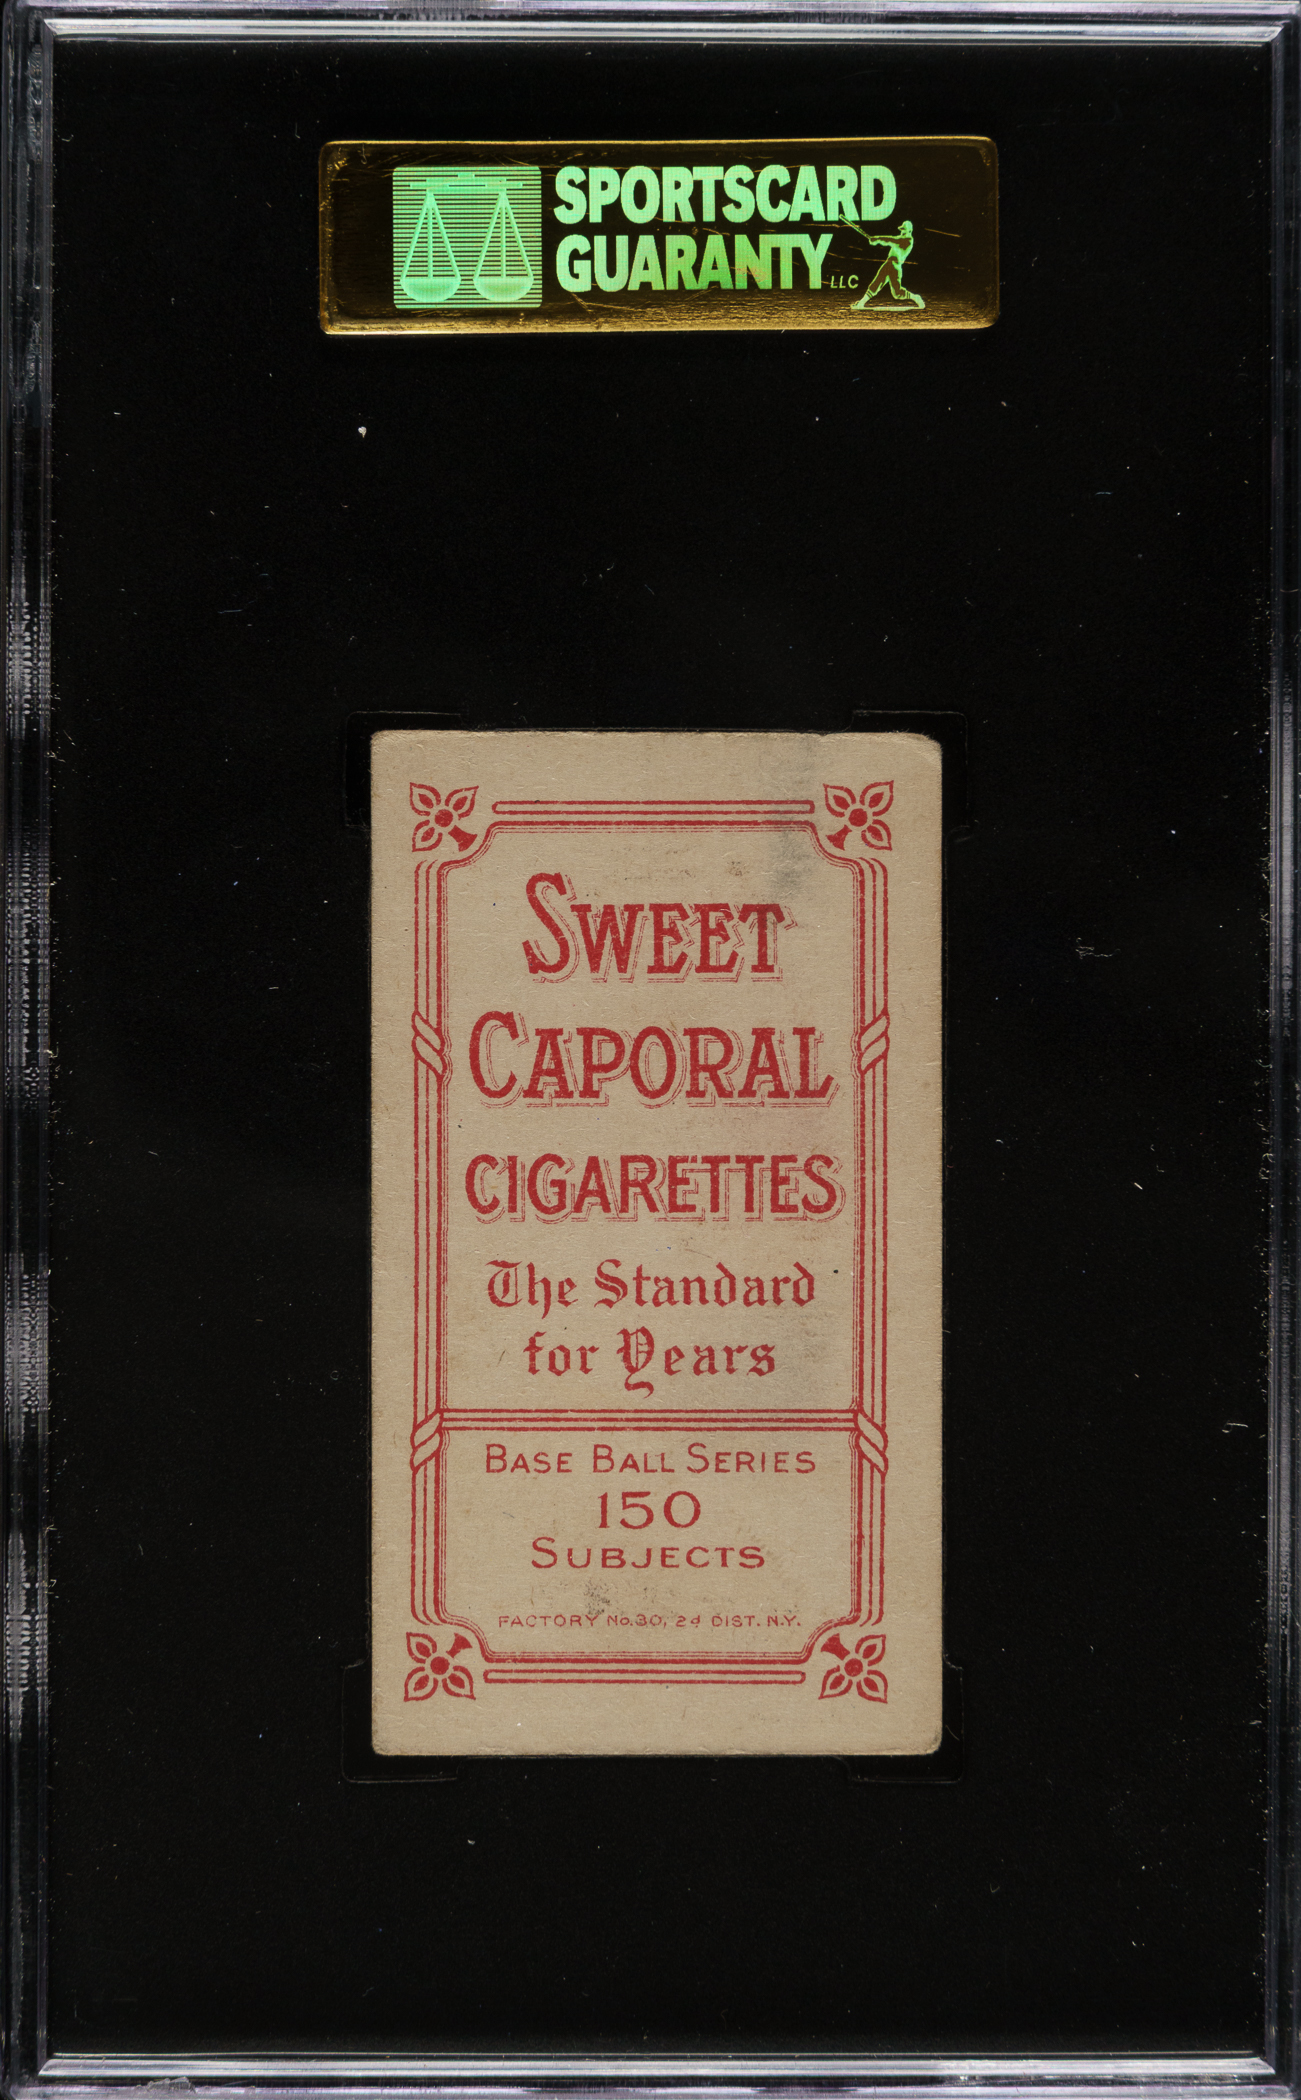 SPORTSCARD
GUARANTY LLC
SWEET
CAPORAL
CIGARETTES
The Standard
for Years
BASE BALL SERIES
150
SUBJECTS
FACTORY No. 30, 2d DIST. N.Y.